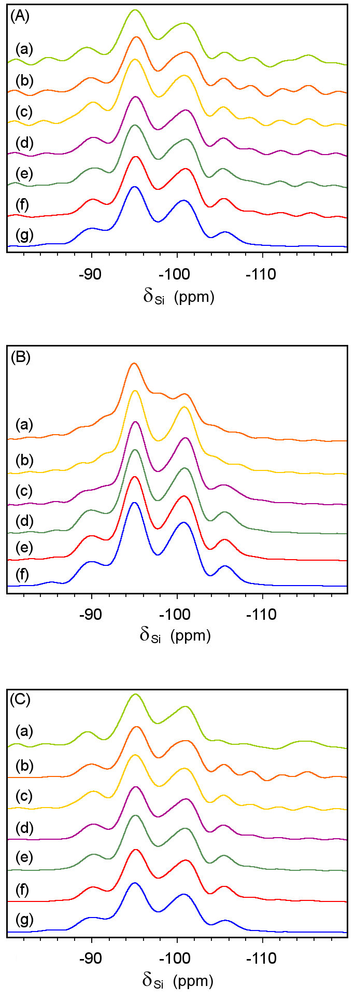 (A)
(a)
(b)
(c)
(d)
(e)
(f)
(g)
-90 -100 -110
δSi (ppm)
(B)
(a)
(b)
(c)
(d)
(e)
(f)
-90 -100 -110
δSi (ppm)
(C)
(a)
(b)
(c)
(d)
(e)
(f)
(g)
-90 -100 -110
δSi (ppm)